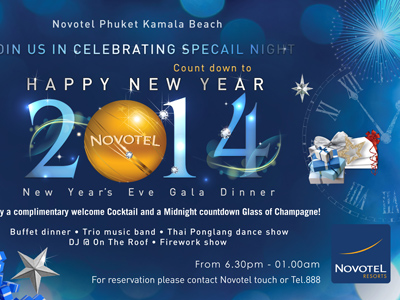 Novotel Phuket Kamala Beach
OIN US IN CELEBRATING SPECAIL NIGHT
Count down to
HAPPY NEW YEAR
2014
NOVOTEL
New Year's Eve Gala Dinner
y a complimentary welcome Cocktail and a Midnight countdown Glass of Champagne!
Buffet dinner • Trio music band • Thai Ponglang dance show
DJ @ On The Roof • Firework show
From 6.30pm - 01.00am
For reservation please contact Novotel touch or Tel.888
NOVOTEL
RESORTS